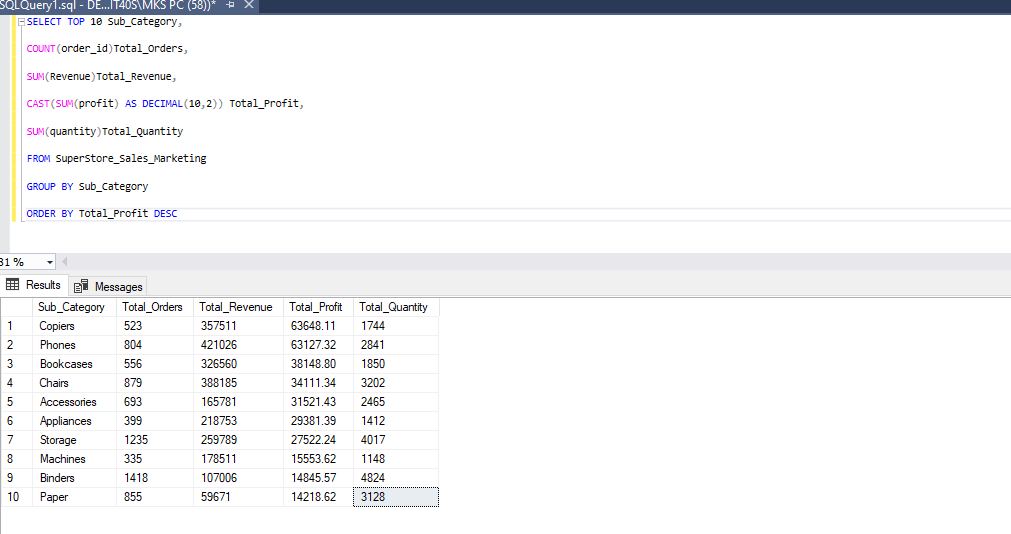 SQLQuery1.sql - DE...IT40S\MKS PC (58))*
SELECT TOP 10 Sub_Category,
COUNT(order_id)Total_Orders,
SUM(Revenue)Total_Revenue,
CAST(SUM(profit) AS DECIMAL(10,2)) Total_Profit,
SUM(quantity)Total_Quantity
FROM SuperStore_Sales_Marketing
GROUP BY Sub_Category
ORDER BY Total_Profit DESC
81 %
Results Messages
Sub_Category Total_Orders Total_Revenue Total_Profit Total_Quantity
1 Copiers 523 357511 63648.11 1744
2 Phones 804 421026 63127.32 2841
3 Bookcases 556 326560 38148.80 1850
4 Chairs 879 388185 34111.34 3202
5 Accessories 693 165781 31521.43 2465
6 Appliances 399 218753 29381.39 1412
7 Storage 1235 259789 27522.24 4017
8 Machines 335 178511 15553.62 1148
9 Binders 1418 107006 14845.57 4824
10 Paper 855 59671 14218.62 3128